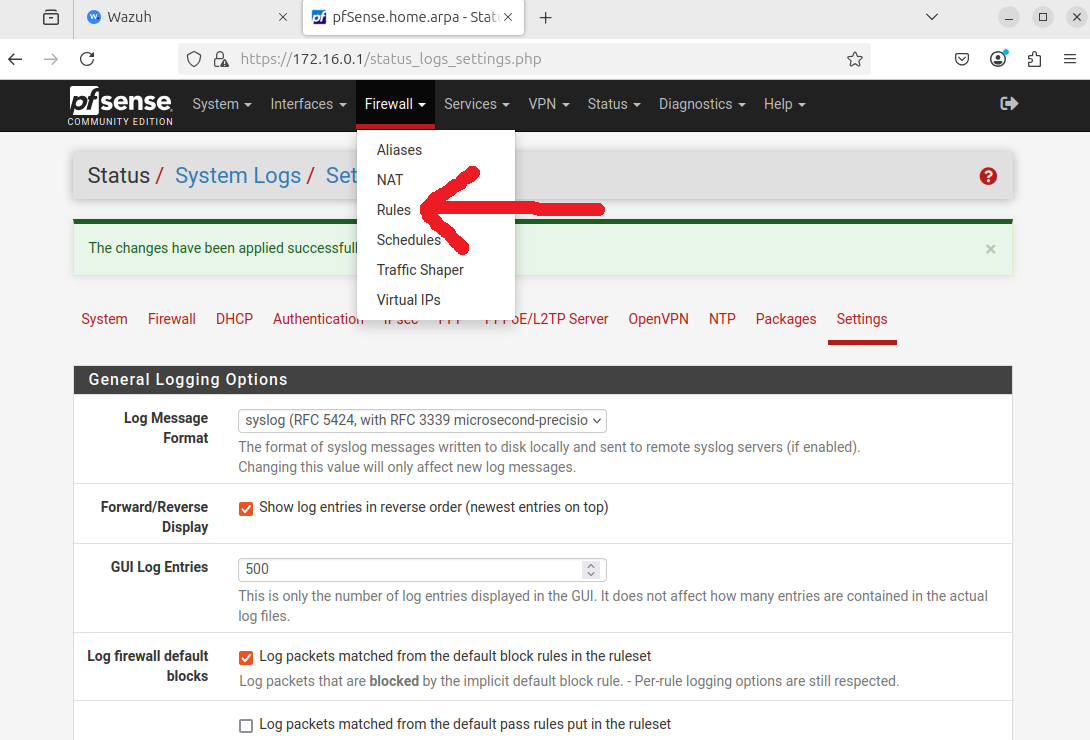 Wazuh
pfSense.home.arpa - Statu
https://172.16.0.1/status_logs_settings.php
pfsense
COMMUNITY EDITION
System Interfaces Firewall Services VPN Status Diagnostics Help
Aliases
NAT
Rules
Schedules
Traffic Shaper
Virtual IPs
Status / System Logs / Set
The changes have been applied successfull
System Firewall DHCP Authentication IPsec PPP PPPoE/L2TP Server OpenVPN NTP Packages Settings
General Logging Options
Log Message
Format
syslog (RFC 5424, with RFC 3339 microsecond-precisio
The format of syslog messages written to disk locally and sent to remote syslog servers (if enabled).
Changing this value will only affect new log messages.
Forward/Reverse
Display
Show log entries in reverse order (newest entries on top)
GUI Log Entries
500
This is only the number of log entries displayed in the GUI. It does not affect how many entries are contained in the actual
log files.
Log firewall default
blocks
Log packets matched from the default block rules in the ruleset
Log packets that are blocked by the implicit default block rule. - Per-rule logging options are still respected.
Log packets matched from the default pass rules put in the ruleset